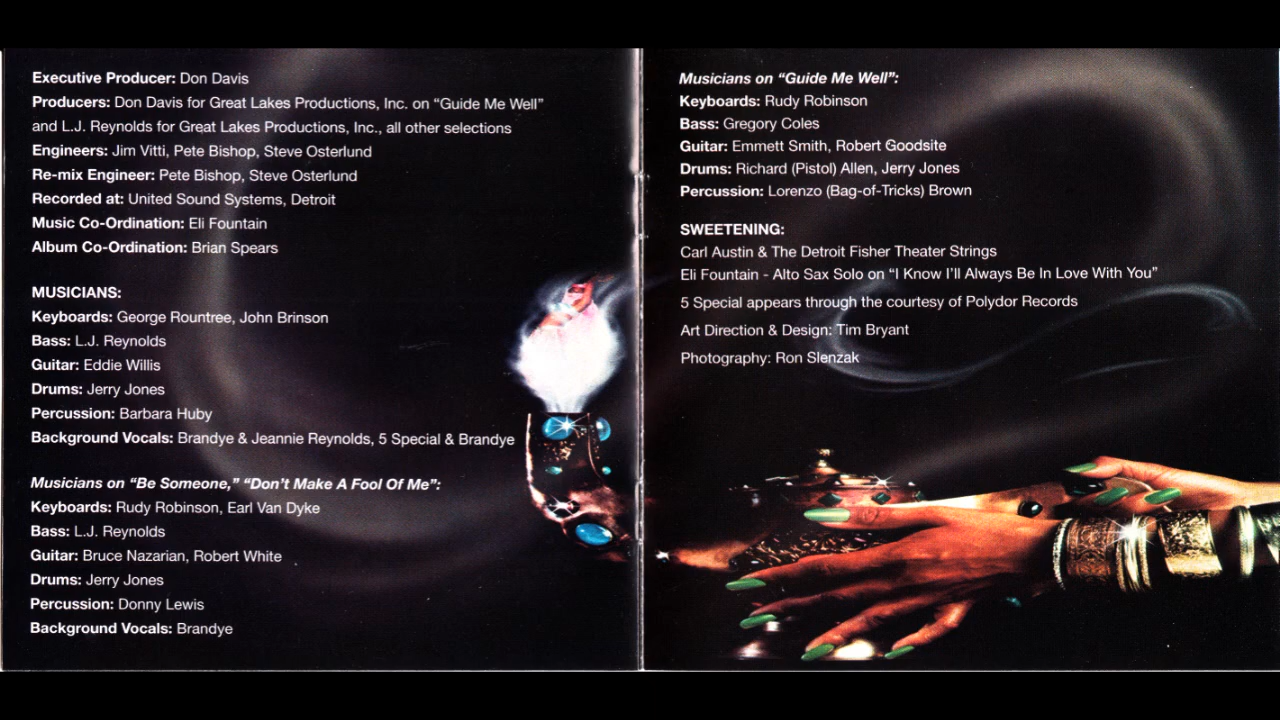 Executive Producer: Don Davis
Producers: Don Davis for Great Lakes Productions, Inc. on “Guide Me Well”
and L.J. Reynolds for Great Lakes Productions, Inc., all other selections
Engineers: Jim Vitti, Pete Bishop, Steve Osterlund
Re-mix Engineer: Pete Bishop, Steve Osterlund
Recorded at: United Sound Systems, Detroit
Music Co-Ordination: Eli Fountain
Album Co-Ordination: Brian Spears
MUSICIANS:
Keyboards: George Rountree, John Brinson
Bass: L.J. Reynolds
Guitar: Eddie Willis
Drums: Jerry Jones
Percussion: Barbara Huby
Background Vocals: Brandye & Jeannie Reynolds, 5 Special & Brandye
Musicians on “Be Someone,” “Don’t Make A Fool Of Me”:
Keyboards: Rudy Robinson, Earl Van Dyke
Bass: L.J. Reynolds
Guitar: Bruce Nazarian, Robert White
Drums: Jerry Jones
Percussion: Donny Lewis
Background Vocals: Brandye
Musicians on “Guide Me Well”:
Keyboards: Rudy Robinson
Bass: Gregory Coles
Guitar: Emmett Smith, Robert Goodsite
Drums: Richard (Pistol) Allen, Jerry Jones
Percussion: Lorenzo (Bag-of-Tricks) Brown
SWEETENING:
Carl Austin & The Detroit Fisher Theater Strings
Eli Fountain - Alto Sax Solo on “I Know I’ll Always Be In Love With You”
5 Special appears through the courtesy of Polydor Records
Art Direction & Design: Tim Bryant
Photography: Ron Slenzak